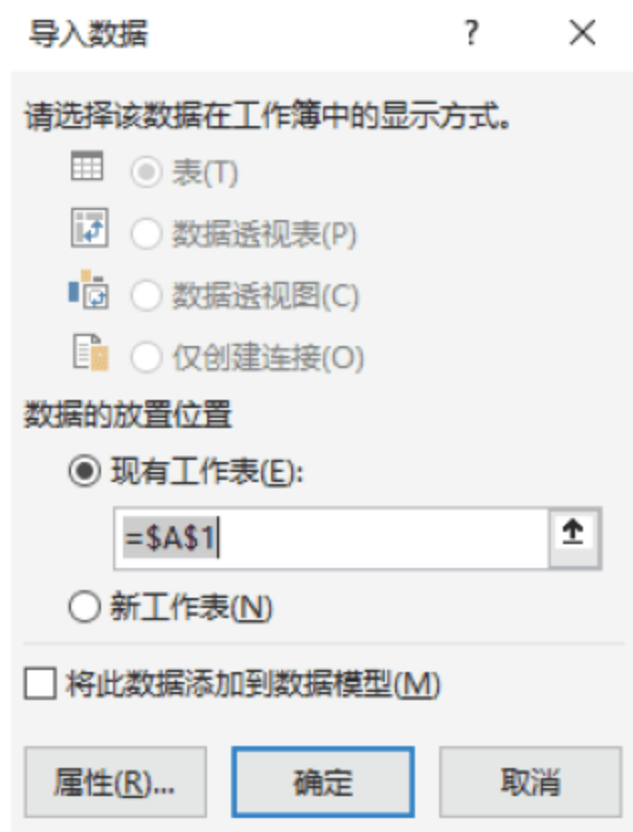 导入数据 ? ×
请选择该数据在工作簿中的显示方式。
表(T)
数据透视表(P)
数据透视图(C)
仅创建连接(O)
数据的放置位置
现有工作表(E):
=$A$1
新工作表(N)
将此数据添加到数据模型(M)
属性(R)... 确定 取消